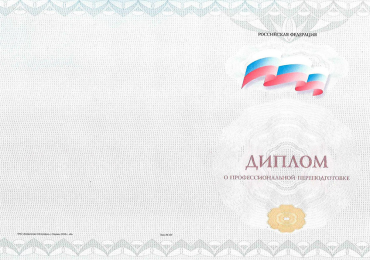 РОССИЙСКАЯ ФЕДЕРАЦИЯ
ДИПЛОМ
О ПРОФЕССИОНАЛЬНОЙ ПЕРЕПОДГОТОВКЕ